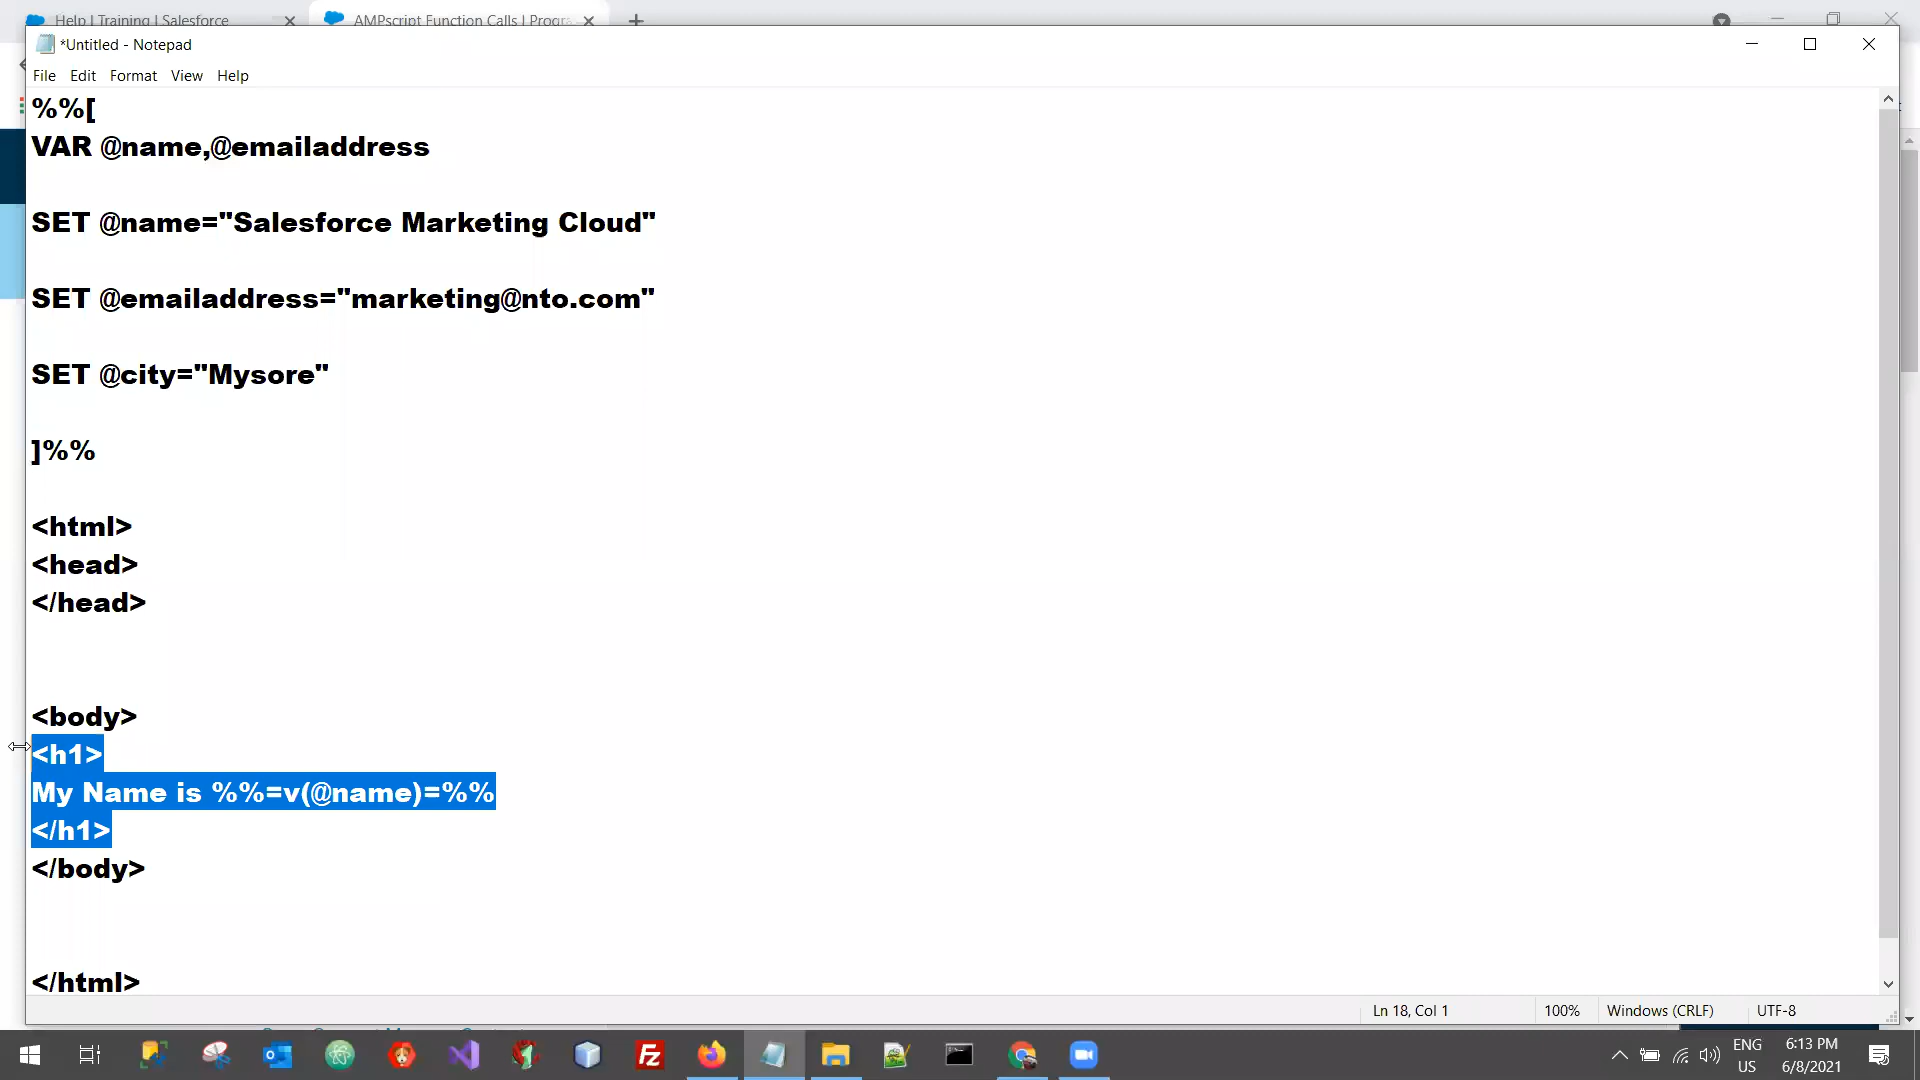 Help | Training | Salesforce
AMPscript Function Calls | Progra
*Untitled - Notepad
File Edit Format View Help
%%[
VAR @name,@emailaddress
SET @name="Salesforce Marketing Cloud"
SET @emailaddress="marketing@nto.com"
SET @city="Mysore"
]%%
<html>
<head>
</head>
<body>
<h1>
My Name is %%=v(@name)=%%
</h1>
</body>
</html>
Ln 18, Col 1 100% Windows (CRLF) UTF-8
ENG 6:13 PM
US 6/8/2021